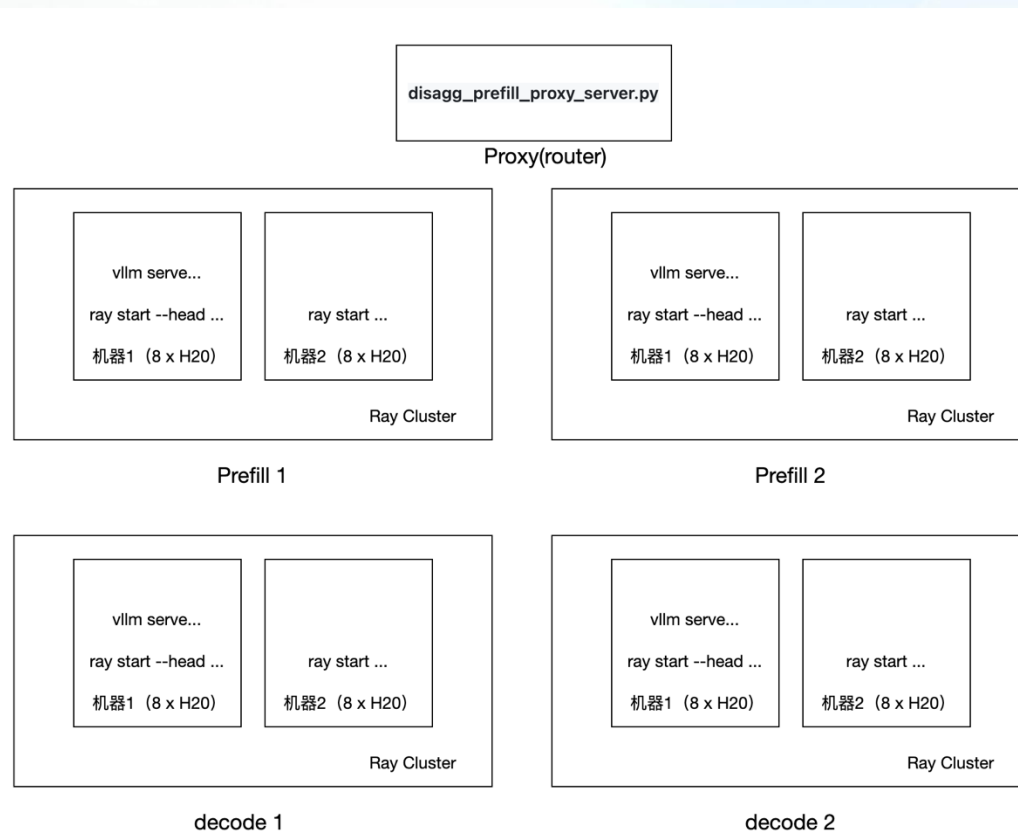 disagg_prefill_proxy_server.py
Proxy(router)
vllm serve...
ray start --head ...
机器1（8 x H20）
ray start ...
机器2（8 x H20）
Ray Cluster
Prefill 1
vllm serve...
ray start --head ...
机器1（8 x H20）
ray start ...
机器2（8 x H20）
Ray Cluster
Prefill 2
vllm serve...
ray start --head ...
机器1（8 x H20）
ray start ...
机器2（8 x H20）
Ray Cluster
decode 1
vllm serve...
ray start --head ...
机器1（8 x H20）
ray start ...
机器2（8 x H20）
Ray Cluster
decode 2